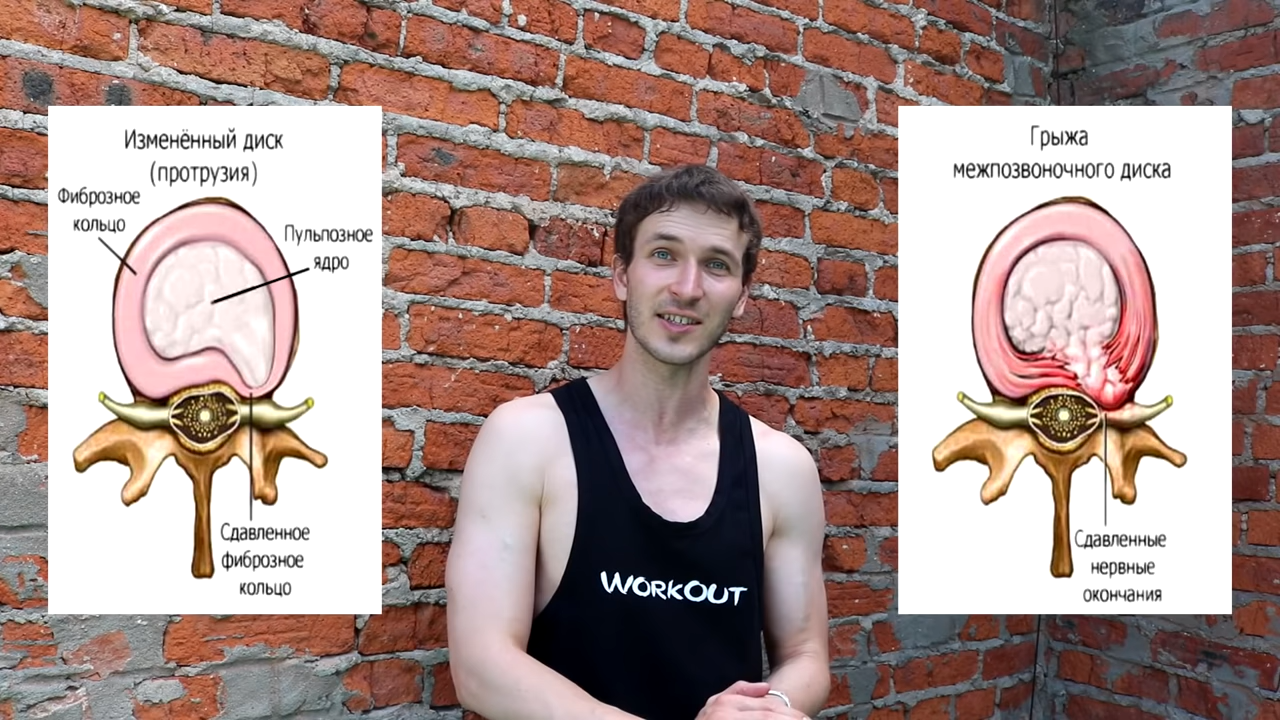 Изменённый диск
(протрузия)
Фиброзное
кольцо
Пульпозное
ядро
Сдавленное
фиброзное
кольцо
WORKOUT
Грыжа
межпозвоночного диска
Сдавленные
нервные
окончания